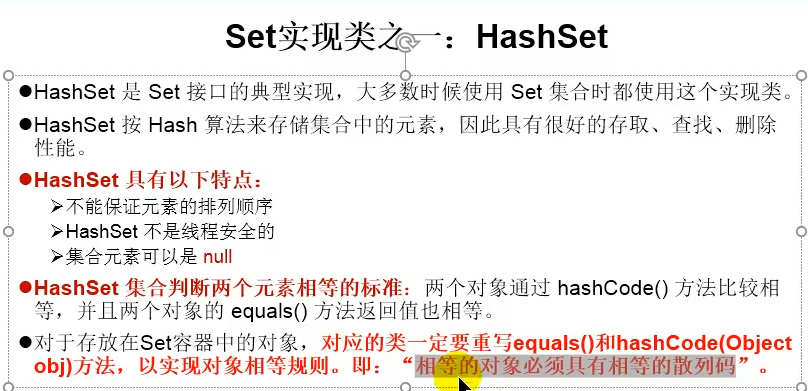 Set实现类之一：HashSet
●HashSet 是 Set 接口的典型实现，大多数时候使用 Set 集合时都使用这个实现类。
●HashSet 按 Hash 算法来存储集合中的元素，因此具有很好的存取、查找、删除
性能。
●HashSet 具有以下特点：
➢不能保证元素的排列顺序
➢HashSet 不是线程安全的
➢集合元素可以是 null
●HashSet 集合判断两个元素相等的标准：两个对象通过 hashCode() 方法比较相
等，并且两个对象的 equals() 方法返回值也相等。
●对于存放在Set容器中的对象，对应的类一定要重写equals()和hashCode(Object
obj)方法，以实现对象相等规则。即：“相等的对象必须具有相等的散列码”。